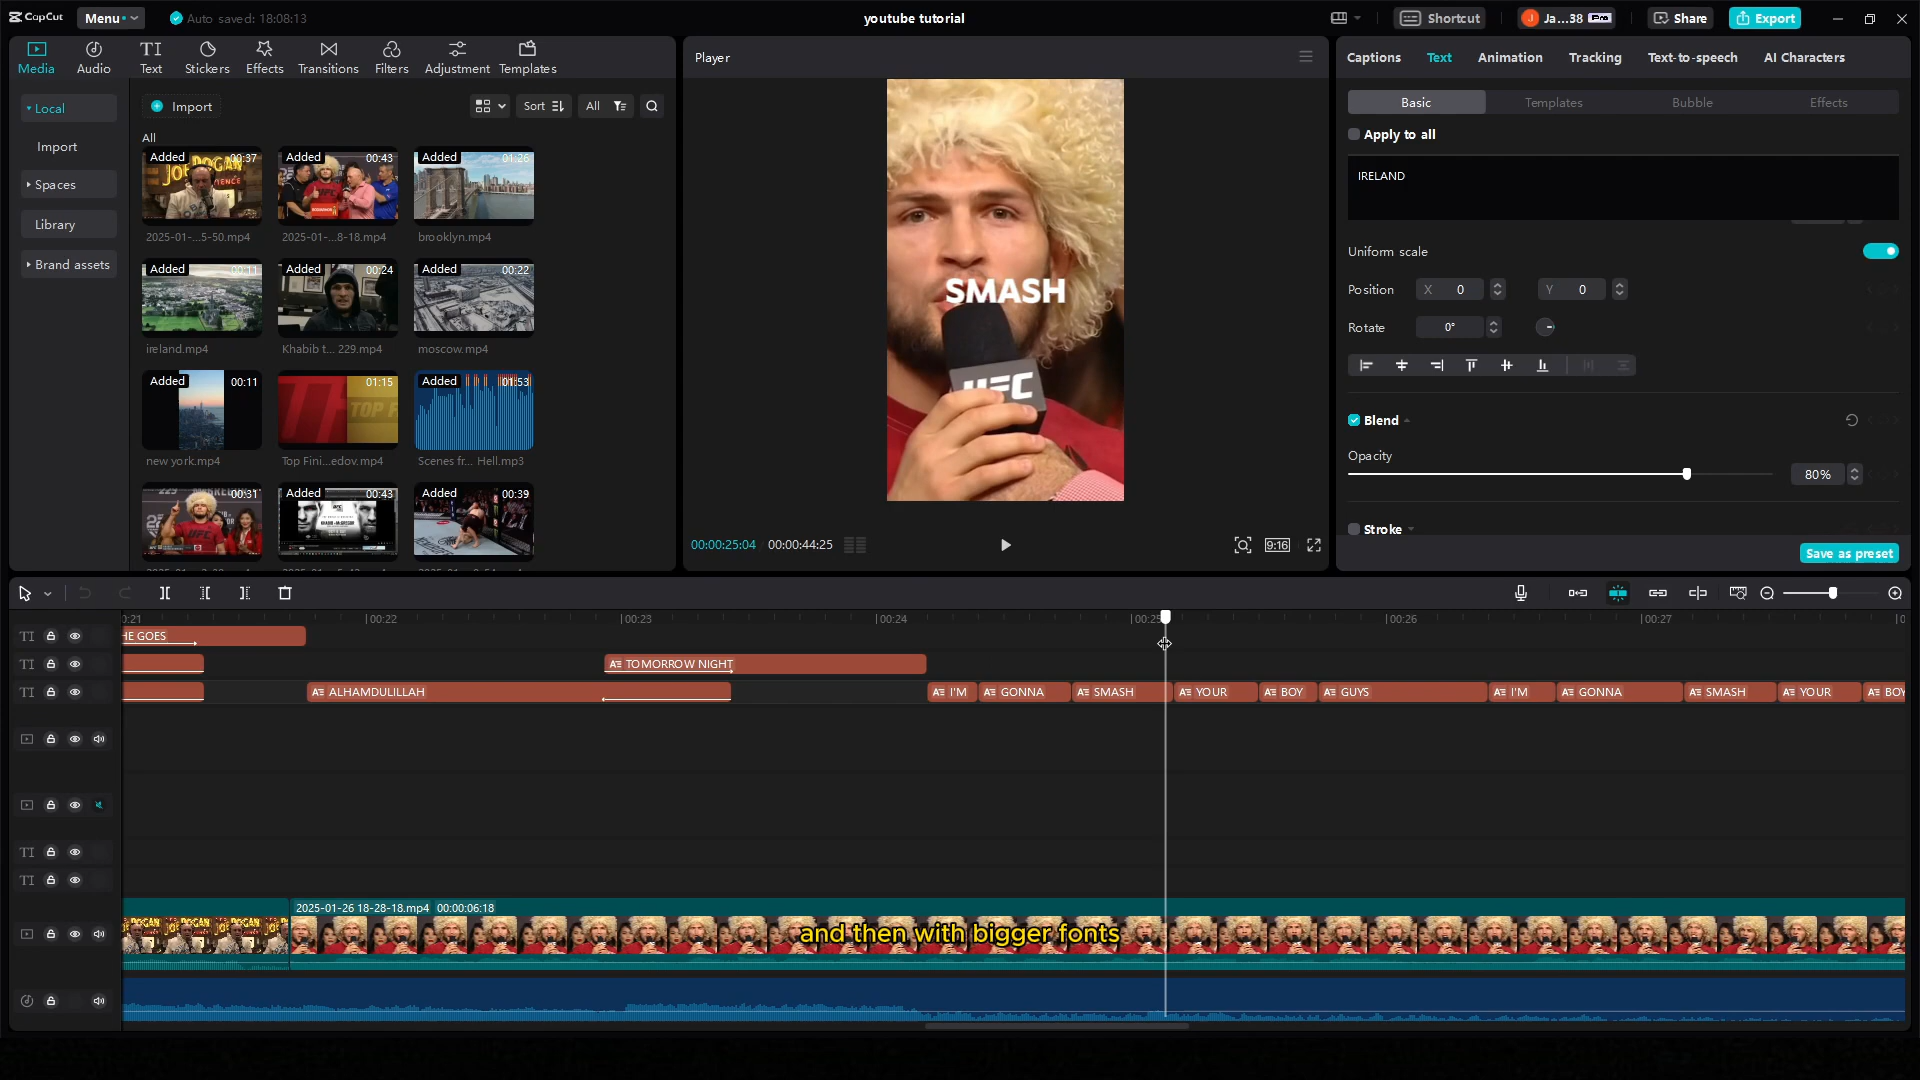 CapCut
Menu
Auto saved: 18:08:13
youtube tutorial
Shortcut
Ja...38
Pro
Share
Export
Media
Audio
Text
Stickers
Effects
Transitions
Filters
Adjustment
Templates
Local
Import
Spaces
Library
Brand assets
Import
Sort
All
All
Added 00:37
2025-01-...5-50.mp4
Added 00:43
2025-01-...8-18.mp4
Added 01:26
brooklyn.mp4
Added 00:11
ireland.mp4
Added 00:24
Khabib t... 229.mp4
Added 00:22
moscow.mp4
Added 00:11
new york.mp4
01:15
Top Fini...edov.mp4
Added 01:53
Scenes fr... Hell.mp3
Added 00:31
Added 00:43
Added 00:39
Player
SMASH
UFC
00:00:25:04
00:00:44:25
9:16
Captions
Text
Animation
Tracking
Text-to-speech
AI Characters
Basic
Templates
Bubble
Effects
Apply to all
IRELAND
Uniform scale
Position X 0 Y 0
Rotate 0°
Blend
Opacity
80%
Stroke
Save as preset
0:21
00:22
00:23
00:24
00:25
00:26
00:27
HE GOES
TOMORROW NIGHT
ALHAMDULILLAH
I'M
GONNA
SMASH
YOUR
BOY
GUYS
I'M
GONNA
SMASH
YOUR
BOY
2025-01-26 18-28-18.mp4 00:00:06:18
and then with bigger fonts